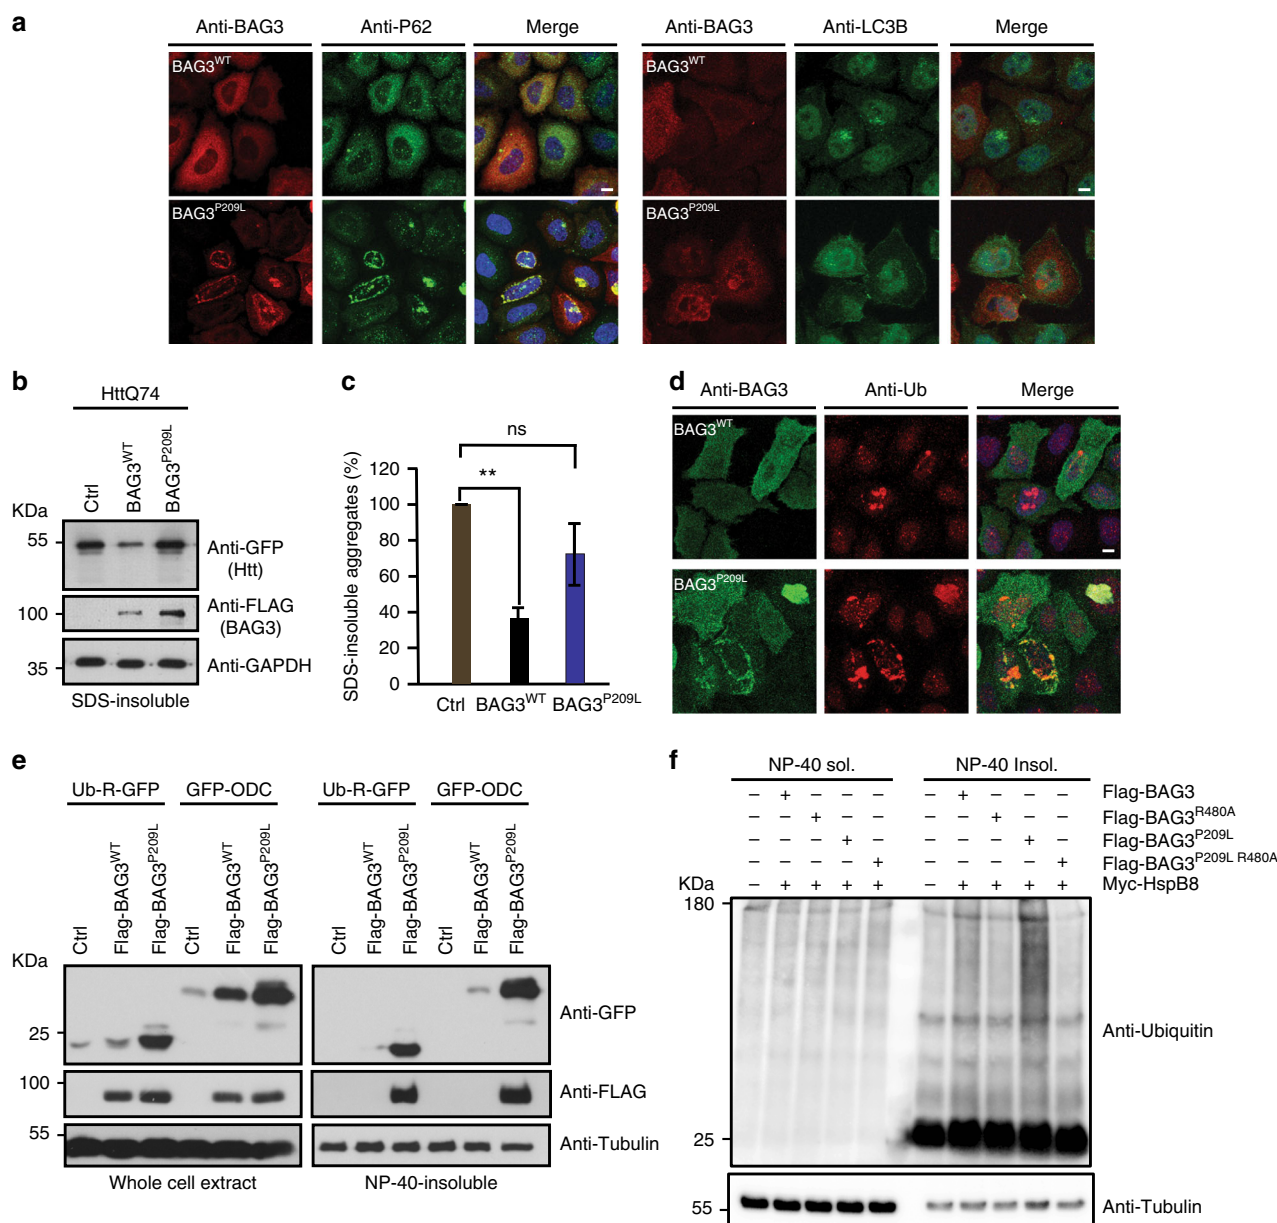 a
Anti-BAG3 Anti-P62 Merge Anti-BAG3 Anti-LC3B Merge
BAG3WT BAG3WT
BAG3P209L BAG3P209L
b
HttQ74
Ctrl BAG3WT BAG3P209L
KDa
55 Anti-GFP (Htt)
100 Anti-FLAG (BAG3)
35 Anti-GAPDH
SDS-insoluble
c
ns
**
SDS-insoluble aggregates (%)
120
100
80
60
40
20
0
Ctrl BAG3WT BAG3P209L
d
Anti-BAG3 Anti-Ub Merge
BAG3WT
BAG3P209L
e
Ub-R-GFP GFP-ODC Ub-R-GFP GFP-ODC
Ctrl Flag-BAG3WT Flag-BAG3P209L Ctrl Flag-BAG3WT Flag-BAG3P209L Ctrl Flag-BAG3WT Flag-BAG3P209L Ctrl Flag-BAG3WT Flag-BAG3P209L
KDa
25 Anti-GFP
100 Anti-FLAG
55 Anti-Tubulin
Whole cell extract NP-40-insoluble
f
NP-40 sol. NP-40 Insol.
– + – – – – + – – – Flag-BAG3
– – + – – – – + – – Flag-BAG3R480A
– – – + – – – – + – Flag-BAG3P209L
– – – – + – – – – + Flag-BAG3P209L R480A
KDa – + + + + – + + + + Myc-HspB8
180
Anti-Ubiquitin
25
55 Anti-Tubulin